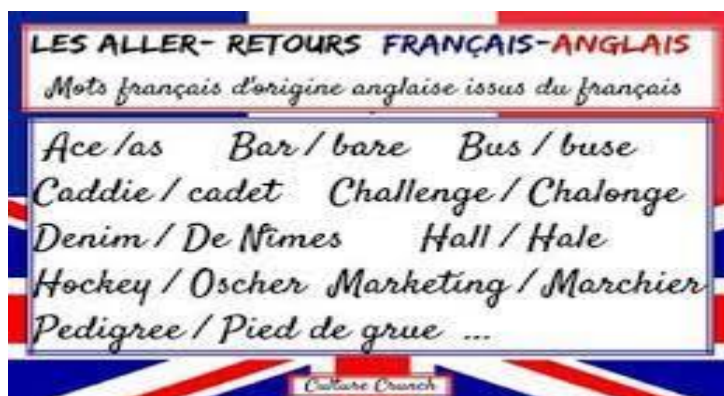 LES ALLER- RETOURS FRANÇAIS-ANGLAIS
Mots français d'origine anglaise issus du français
Ace /as Bar / bare Bus / buse
Caddie / cadet Challenge / Chalonge
Denim / De Nîmes Hall / Hale
Hockey / Oscher Marketing / Marchier
Pedigree / Pied de grue ...
Culture Crunch